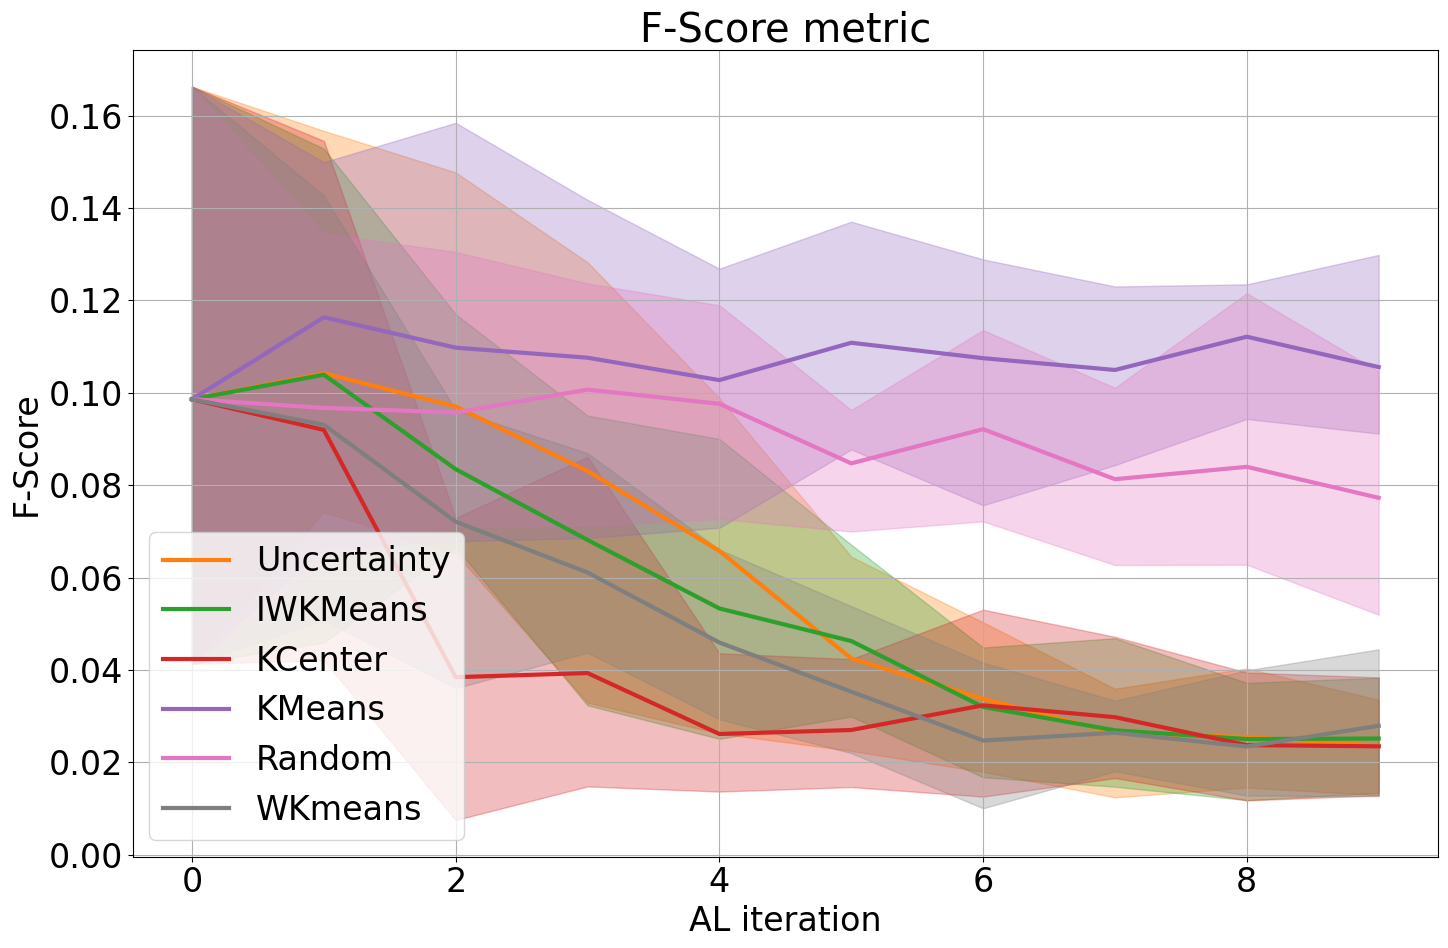 F-Score metric
F-Score
0.16
0.14
0.12
0.10
0.08
0.06
0.04
0.02
0.00
Uncertainty
IWKMeans
KCenter
KMeans
Random
WKmeans
0 2 4 6 8
AL iteration